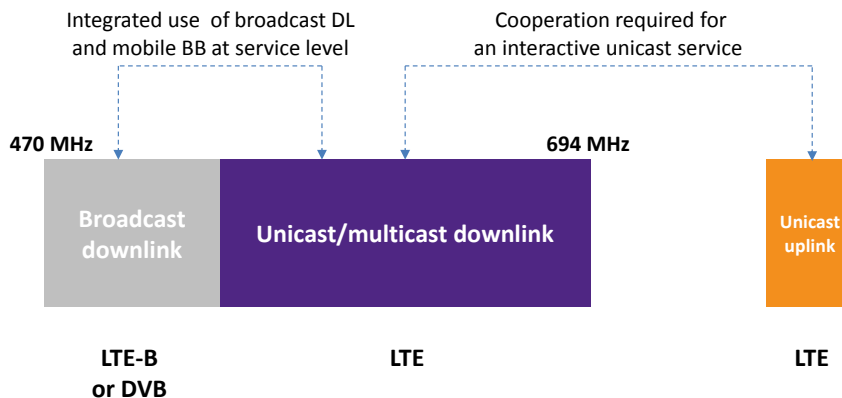 Integrated use of broadcast DL
and mobile BB at service level
Cooperation required for
an interactive unicast service
470 MHz
694 MHz
Broadcast
downlink
Unicast/multicast downlink
Unicast
uplink
LTE-B
or DVB
LTE
LTE